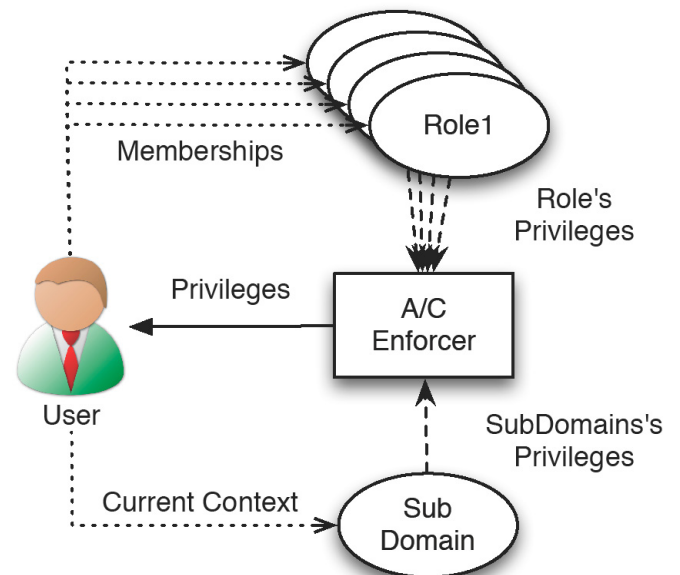 Role1
Memberships
Role's
Privileges
Privileges
A/C
Enforcer
User
SubDomains's
Privileges
Current Context
Sub
Domain